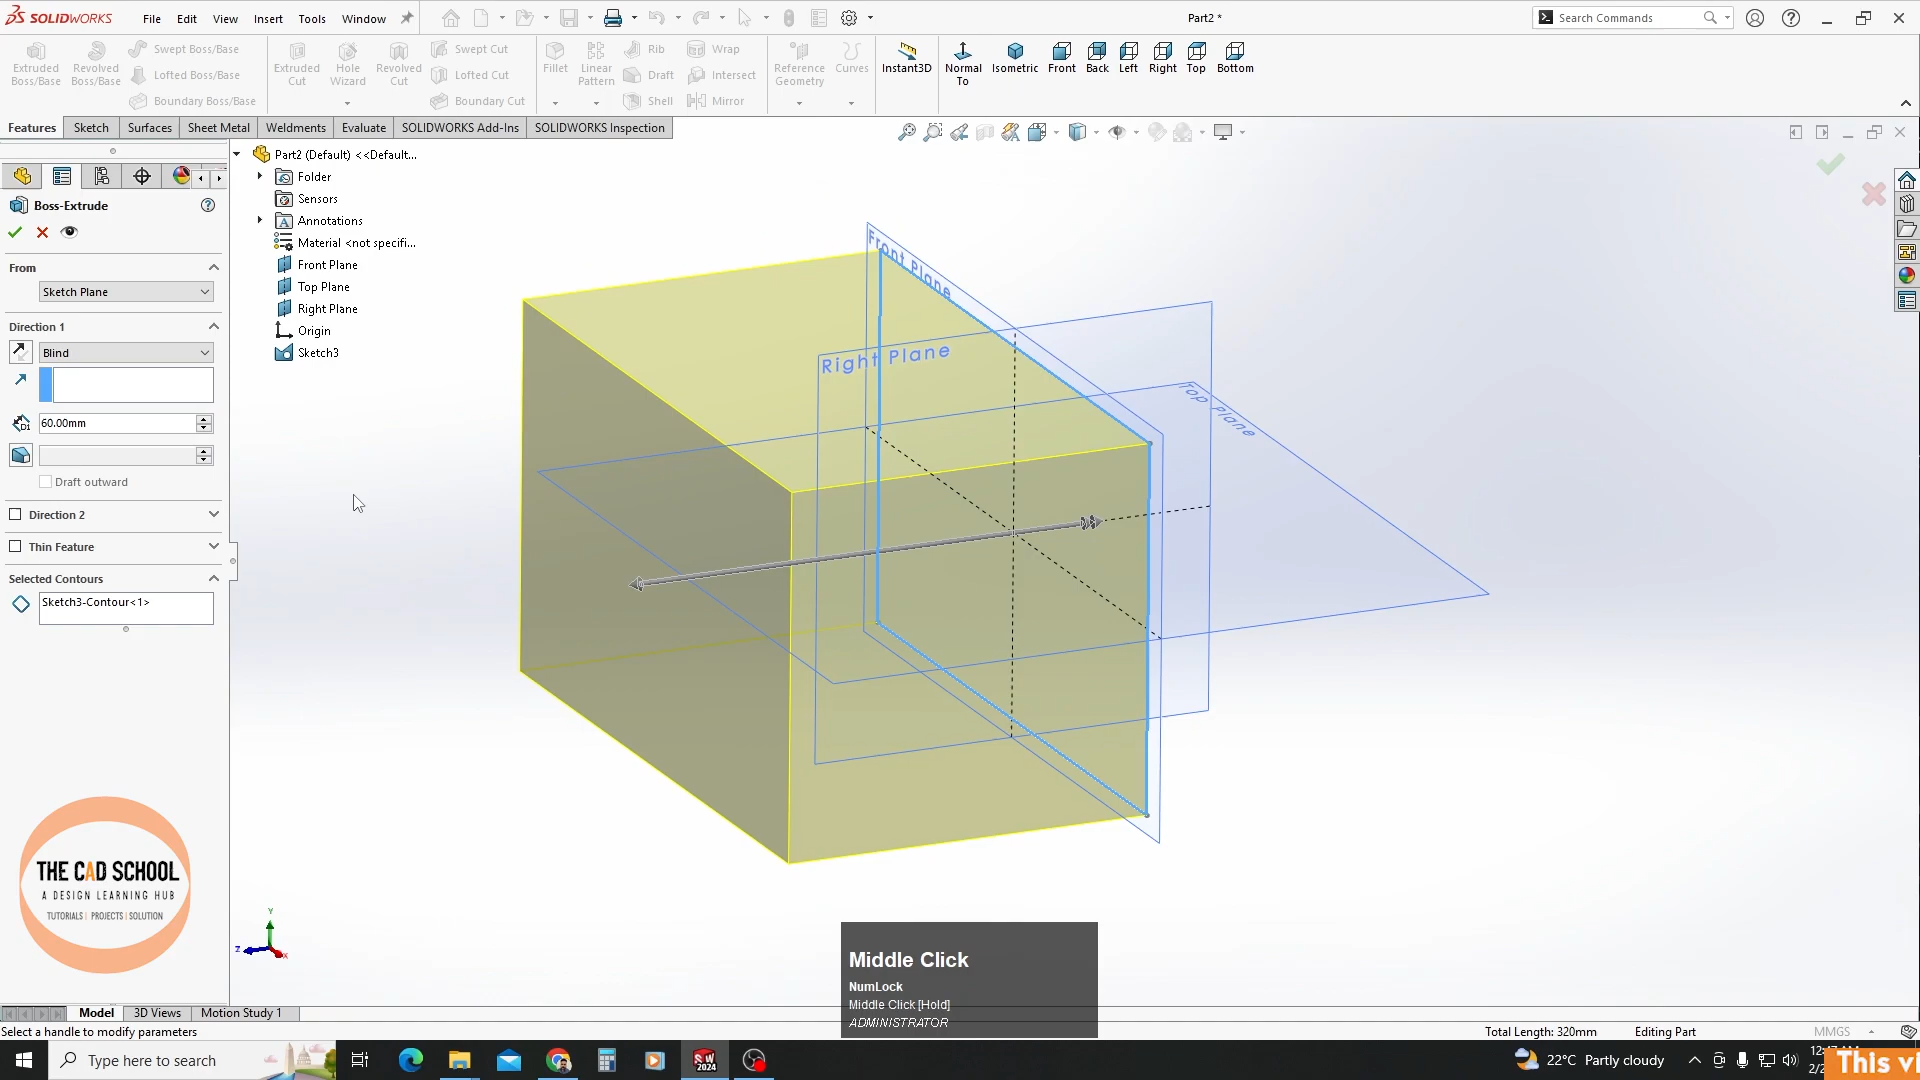 SOLIDWORKS
File Edit View Insert Tools Window
Part2 *
Search Commands
Extruded Boss/Base
Revolved Boss/Base
Swept Boss/Base
Lofted Boss/Base
Boundary Boss/Base
Extruded Cut
Hole Wizard
Revolved Cut
Swept Cut
Lofted Cut
Boundary Cut
Fillet
Linear Pattern
Rib
Draft
Shell
Wrap
Intersect
Mirror
Reference Geometry
Curves
Instant3D
Normal To
Isometric
Front
Back
Left
Right
Top
Bottom
Features Sketch Surfaces Sheet Metal Weldments Evaluate SOLIDWORKS Add-Ins SOLIDWORKS Inspection
Part2 (Default) <<Default...
Folder
Sensors
Annotations
Material <not specifi...
Front Plane
Top Plane
Right Plane
Origin
Sketch3
Boss-Extrude
From
Sketch Plane
Direction 1
Blind
D1
60.00mm
Draft outward
Direction 2
Thin Feature
Selected Contours
Sketch3-Contour<1>
Front Plane
Right Plane
Top Plane
THE CAD SCHOOL
A DESIGN LEARNING HUB
TUTORIALS | PROJECTS | SOLUTION
Y
Z
X
Middle Click
NumLock
Middle Click [Hold]
ADMINISTRATOR
Model 3D Views Motion Study 1
Select a handle to modify parameters
Total Length: 320mm
Editing Part
MMGS
Type here to search
SW
2024
22°C Partly cloudy
This vi